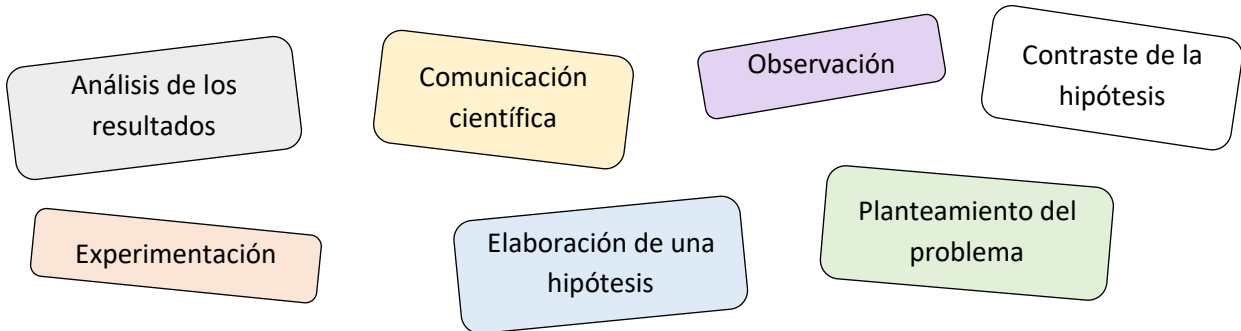 Análisis de los
resultados
Comunicación
científica
Observación
Contraste de la
hipótesis
Experimentación
Elaboración de una
hipótesis
Planteamiento del
problema